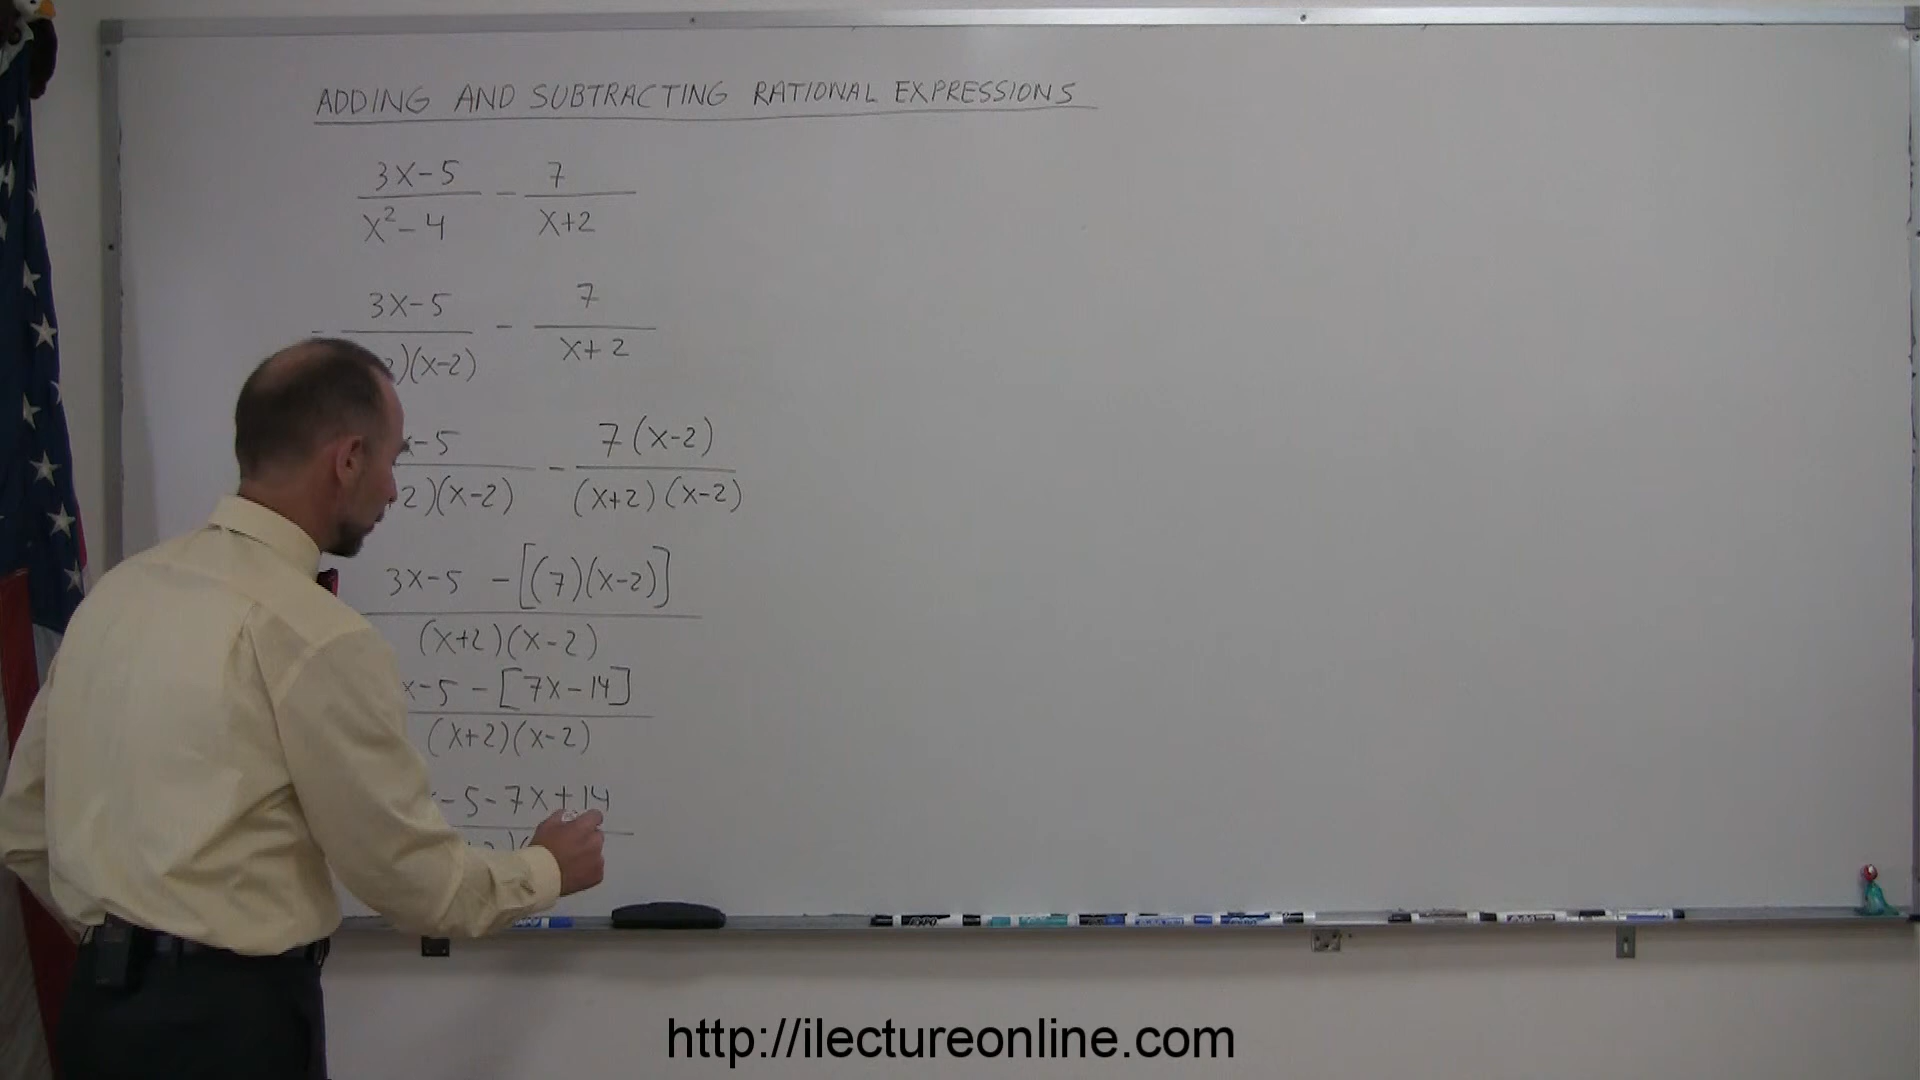 ADDING AND SUBTRACTING RATIONAL EXPRESSIONS
3x-5 - 7
x²-4 x+2
- 3x-5 - 7
)(x-2) x+2
x-5 - 7(x-2)
2)(x-2) (x+2)(x-2)
3x-5 -[(7)(x-2)]
(x+2)(x-2)
x-5-[7x-14]
(x+2)(x-2)
-5-7x+14
EXPO
http://ilectureonline.com